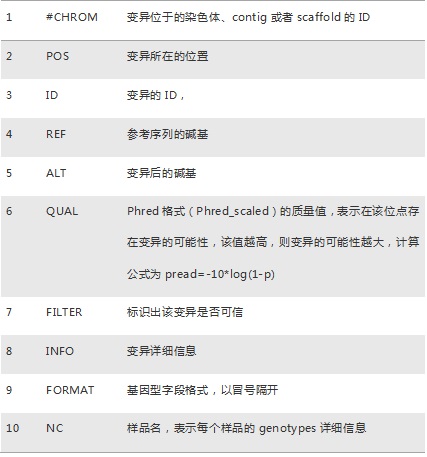 1 #CHROM 变异位于的染色体、contig 或者 scaffold 的 ID
2 POS 变异所在的位置
3 ID 变异的 ID，
4 REF 参考序列的碱基
5 ALT 变异后的碱基
6 QUAL Phred 格式（Phred_scaled）的质量值，表示在该位点存
在变异的可能性，该值越高，则变异的可能性越大，计算
公式为 pread=-10*log(1-p)
7 FILTER 标识出该变异是否可信
8 INFO 变异详细信息
9 FORMAT 基因型字段格式，以冒号隔开
10 NC 样品名，表示每个样品的 genotypes 详细信息